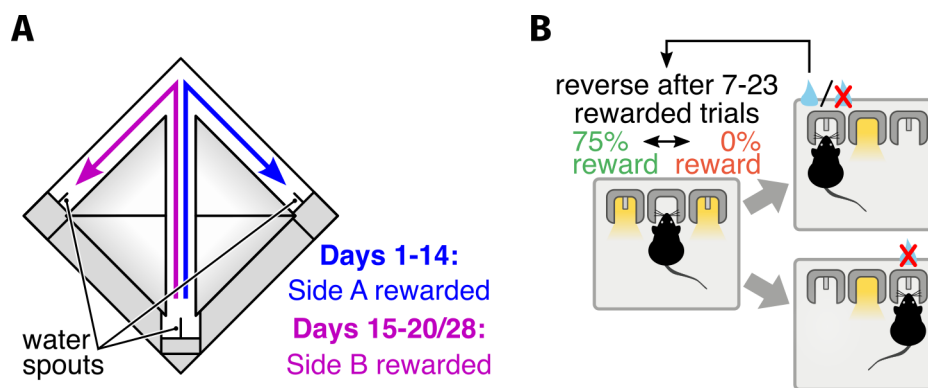 A
Days 1-14:
Side A rewarded
Days 15-20/28:
Side B rewarded
water
spouts
B
reverse after 7-23
rewarded trials
75% 0%
reward reward
/